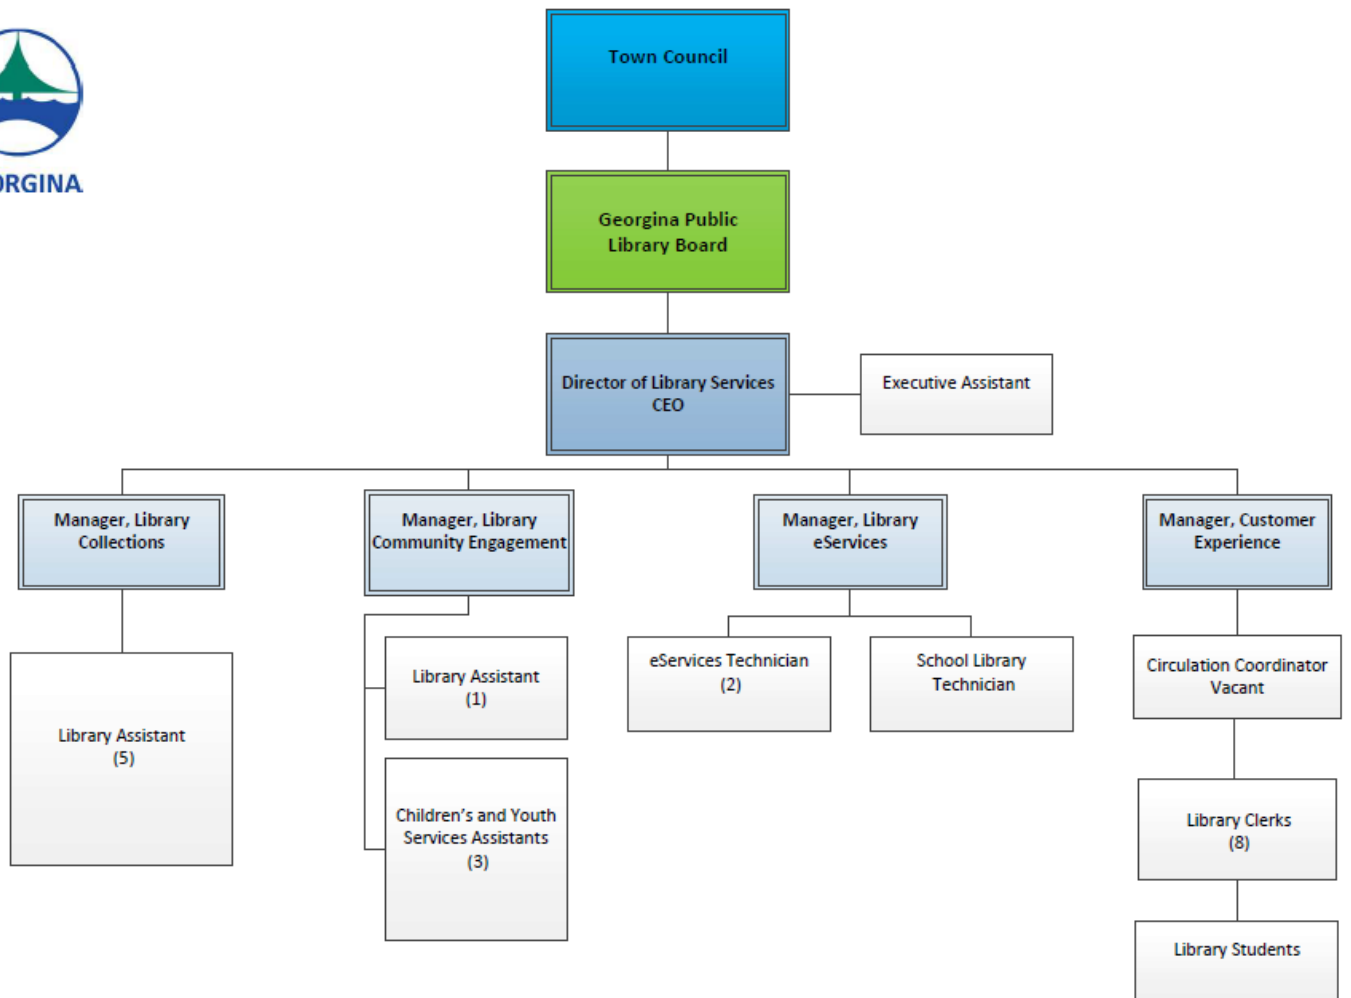 Town Council
ORGINA
Georgina Public
Library Board
Director of Library Services
CEO
Executive Assistant
Manager, Library
Collections
Manager, Library
Community Engagement
Manager, Library
eServices
Manager, Customer
Experience
Library Assistant
(5)
Library Assistant
(1)
Children's and Youth
Services Assistants
(3)
eServices Technician
(2)
School Library
Technician
Circulation Coordinator
Vacant
Library Clerks
(8)
Library Students